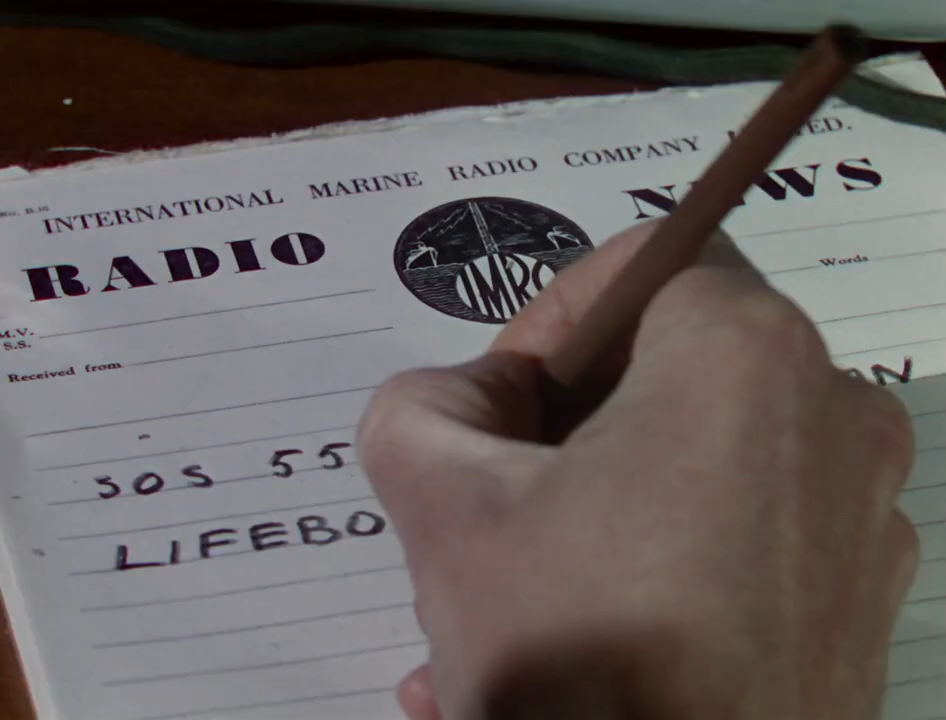 INTERNATIONAL MARINE RADIO COMPANY
RADIO
IMRC
Words
M.V.
S.S.
Received from
SOS 55
LIFEBO